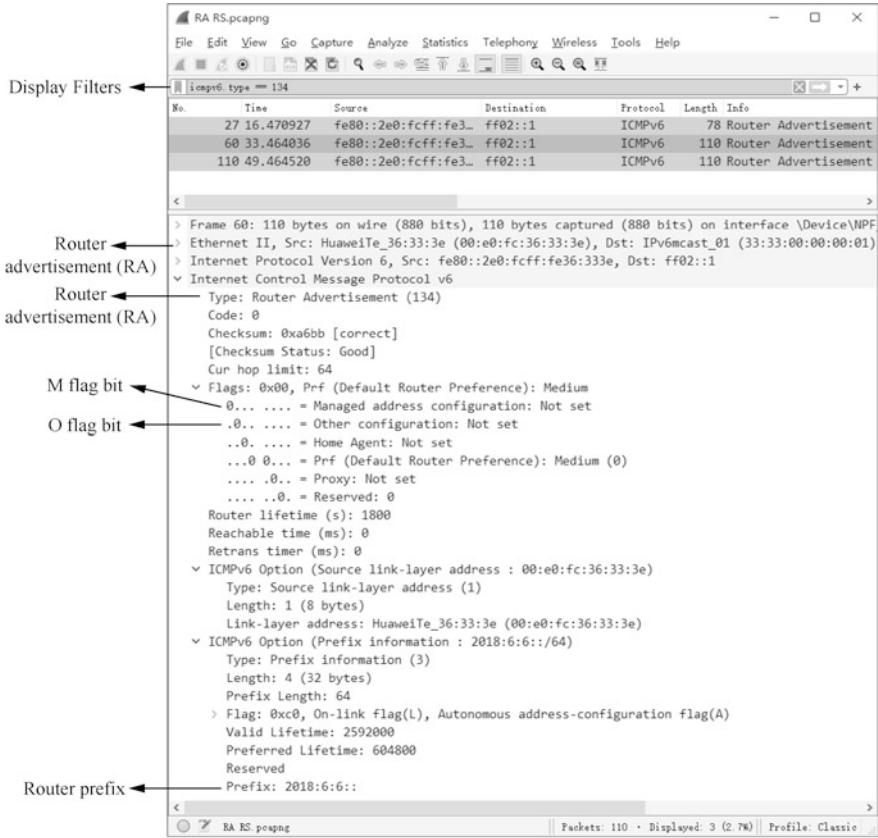 RA RS.pcapng
File Edit View Go Capture Analyze Statistics Telephony Wireless Tools Help
Display Filters
icmpv6.type == 134
No. Time Source Destination Protocol Length Info
27 16.470927 fe80::2e0:fcff:fe3… ff02::1 ICMPv6 78 Router Advertisement
60 33.464036 fe80::2e0:fcff:fe3… ff02::1 ICMPv6 110 Router Advertisement
110 49.464520 fe80::2e0:fcff:fe3… ff02::1 ICMPv6 110 Router Advertisement
Frame 60: 110 bytes on wire (880 bits), 110 bytes captured (880 bits) on interface \Device\NPF
Router
advertisement (RA)
Ethernet II, Src: HuaweiTe_36:33:3e (00:e0:fc:36:33:3e), Dst: IPv6mcast_01 (33:33:00:00:00:01)
Internet Protocol Version 6, Src: fe80::2e0:fcff:fe36:333e, Dst: ff02::1
Internet Control Message Protocol v6
Router
advertisement (RA)
Type: Router Advertisement (134)
Code: 0
Checksum: 0xa6bb [correct]
[Checksum Status: Good]
Cur hop limit: 64
Flags: 0x00, Prf (Default Router Preference): Medium
M flag bit
0... .... = Managed address configuration: Not set
O flag bit
.0.. .... = Other configuration: Not set
..0. .... = Home Agent: Not set
...0 0... = Prf (Default Router Preference): Medium (0)
.... .0.. = Proxy: Not set
.... ..0. = Reserved: 0
Router lifetime (s): 1800
Reachable time (ms): 0
Retrans timer (ms): 0
ICMPv6 Option (Source link-layer address : 00:e0:fc:36:33:3e)
Type: Source link-layer address (1)
Length: 1 (8 bytes)
Link-layer address: HuaweiTe_36:33:3e (00:e0:fc:36:33:3e)
ICMPv6 Option (Prefix information : 2018:6:6::/64)
Type: Prefix information (3)
Length: 4 (32 bytes)
Prefix Length: 64
Flag: 0xc0, On-link flag(L), Autonomous address-configuration flag(A)
Valid Lifetime: 2592000
Preferred Lifetime: 604800
Reserved
Router prefix
Prefix: 2018:6:6::
RA RS.pcapng
Packets: 110 · Displayed: 3 (2.7%)
Profile: Classic